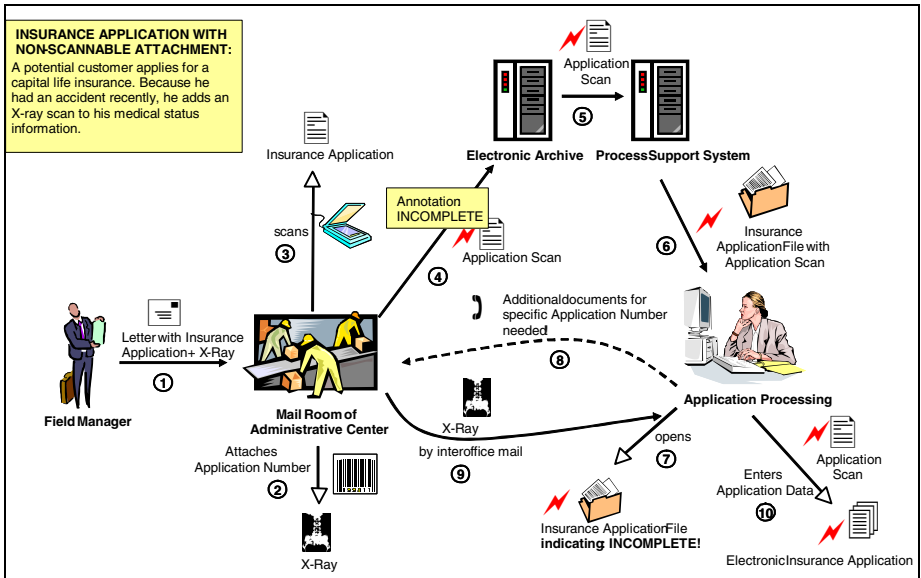 INSURANCE APPLICATION WITH
NON-SCANNABLE ATTACHMENT:
A potential customer applies for a
capital life insurance. Because he
had an accident recently, he adds an
X-ray scan to his medical status
information.
Application
Scan
5
Insurance Application
Electronic Archive
ProcessSupport System
Annotation
INCOMPLETE
scans
3
4
Application Scan
6
Insurance
ApplicationFile with
Application Scan
Letter with Insurance
Application+ X-Ray
1
Additionaldocuments for
specific Application Number
needed!
8
Field Manager
Mail Room of
Administrative Center
Application Processing
X-Ray
by interoffice mail
9
opens
7
Attaches
Application Number
2
Application
Scan
Enters
Application Data
10
Insurance ApplicationFile
indicating: INCOMPLETE!
X-Ray
ElectronicInsurance Application